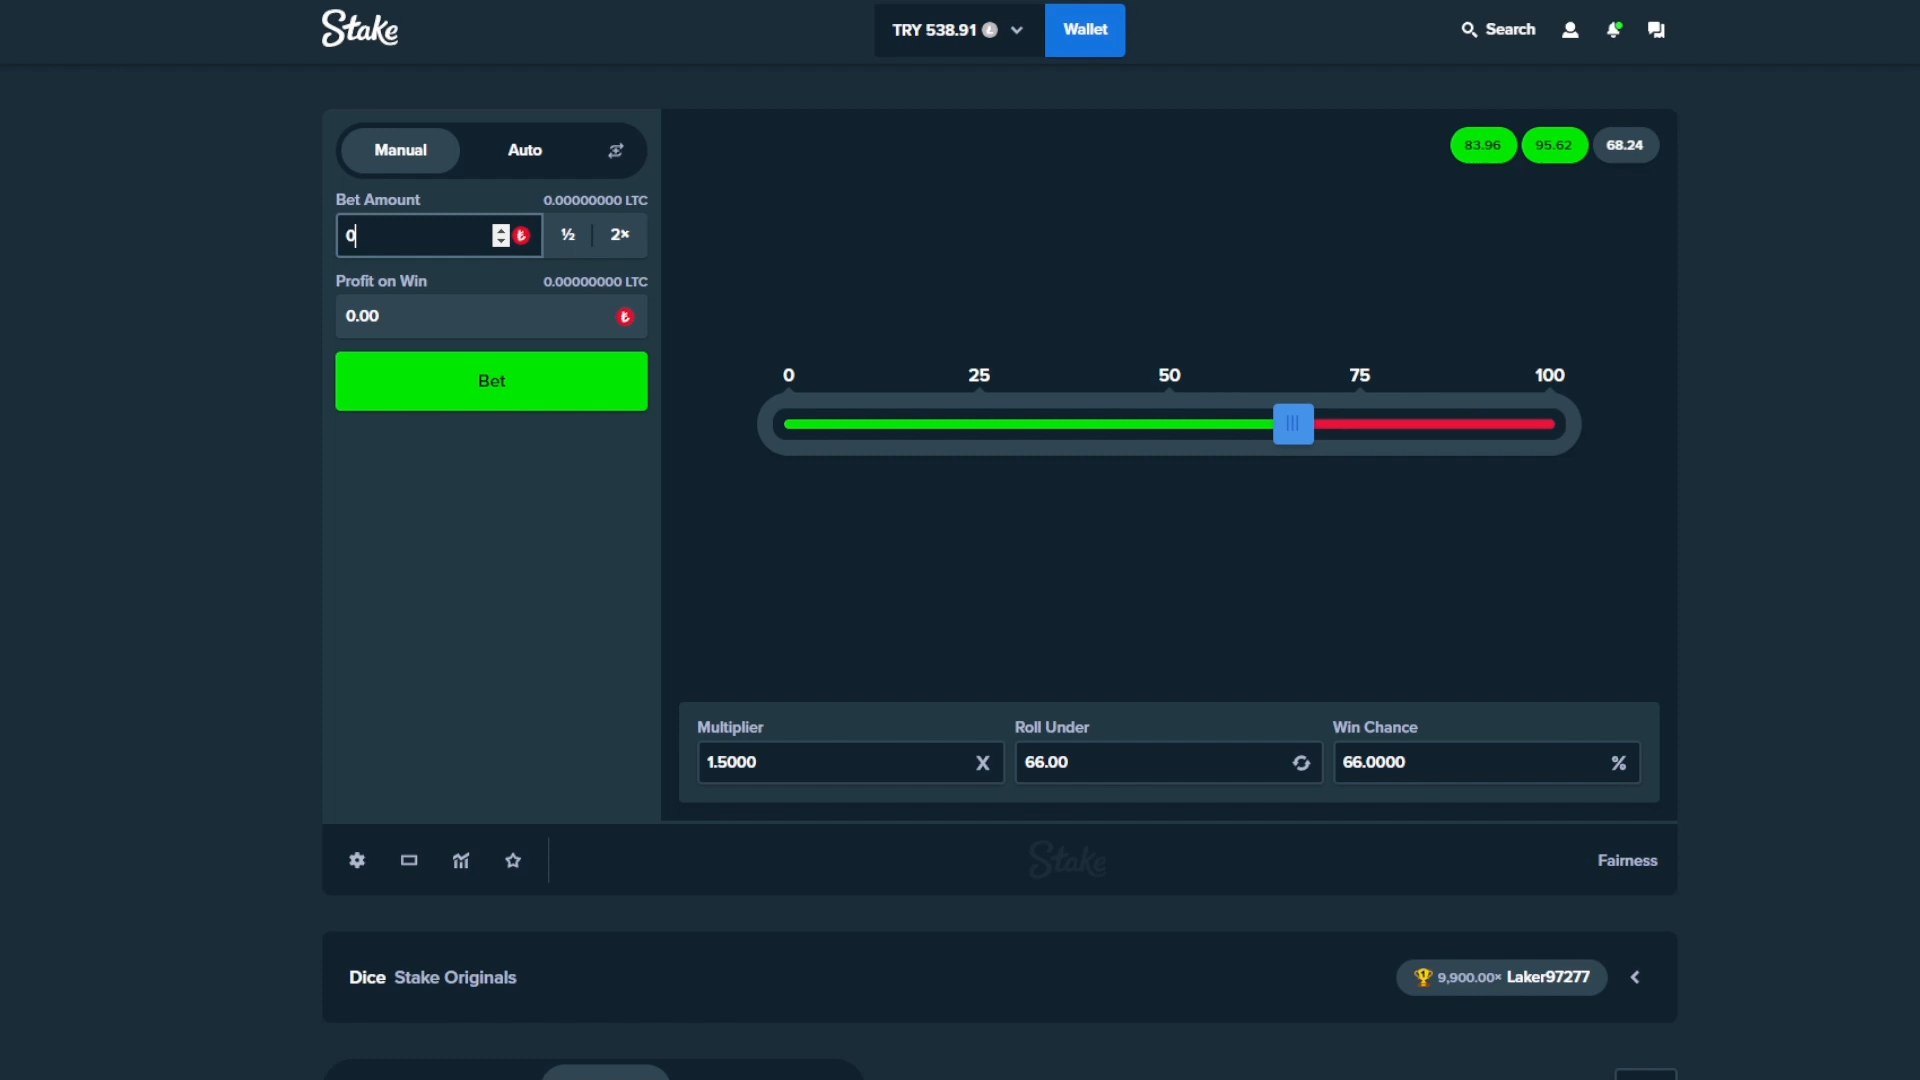 Stake
TRY 538.91
Wallet
Search
Manual
Auto
83.96
95.62
68.24
Bet Amount
0.00000000 LTC
0
½
2×
Profit on Win
0.00000000 LTC
0.00
Bet
0
25
50
75
100
Multiplier
Roll Under
Win Chance
1.5000
X
66.00
66.0000
%
Stake
Fairness
Dice Stake Originals
9,900.00× Laker97277